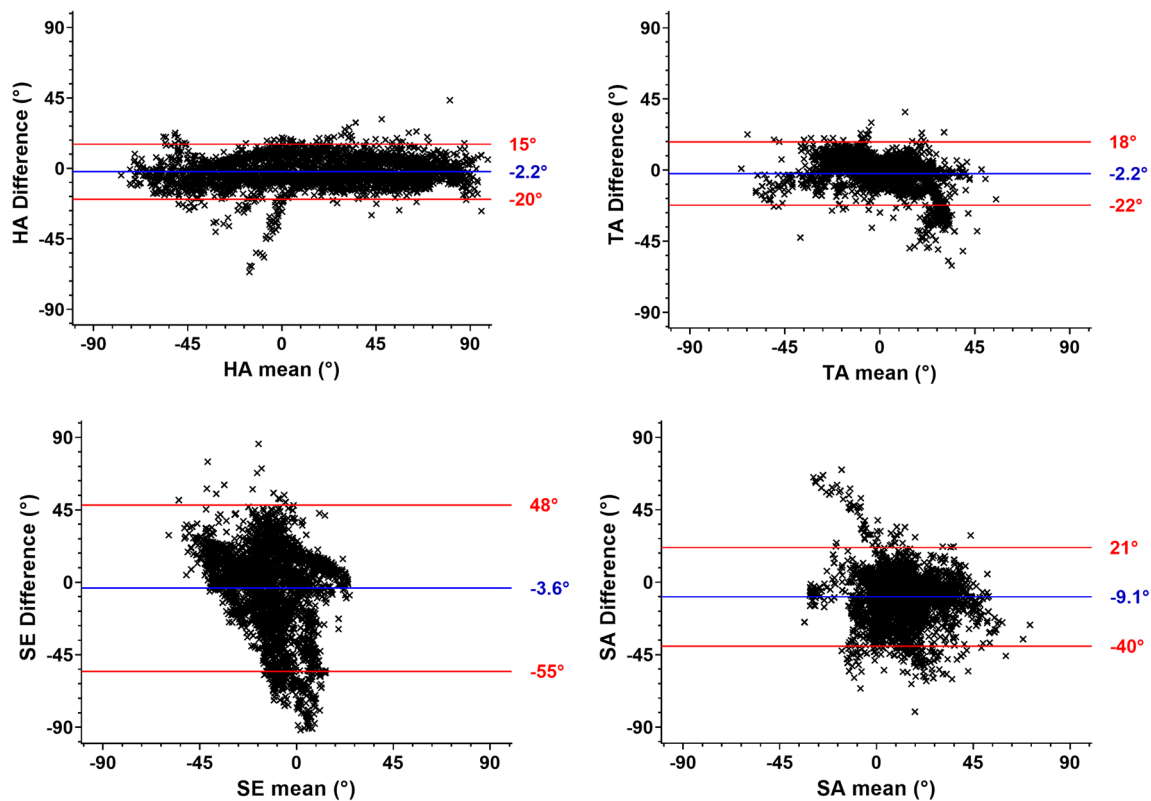 90
45
0
-45
-90
HA Difference (°)
15°
-2.2°
-20°
-90 -45 0 45 90
HA mean (°)
90
45
0
-45
-90
TA Difference (°)
18°
-2.2°
-22°
-90 -45 0 45 90
TA mean (°)
90
45
0
-45
-90
SE Difference (°)
48°
-3.6°
-55°
-90 -45 0 45 90
SE mean (°)
90
45
0
-45
-90
SA Difference (°)
21°
-9.1°
-40°
-90 -45 0 45 90
SA mean (°)